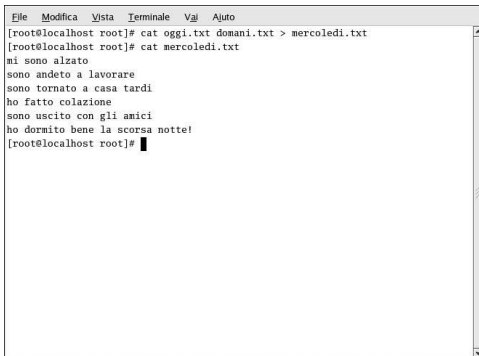 File Modifica Vista Terminale Vai Aiuto
[root@localhost root]# cat oggi.txt domani.txt > mercoledi.txt
[root@localhost root]# cat mercoledi.txt
mi sono alzato
sono andeto a lavorare
sono tornato a casa tardi
ho fatto colazione
sono uscito con gli amici
ho dormito bene la scorsa notte!
[root@localhost root]#